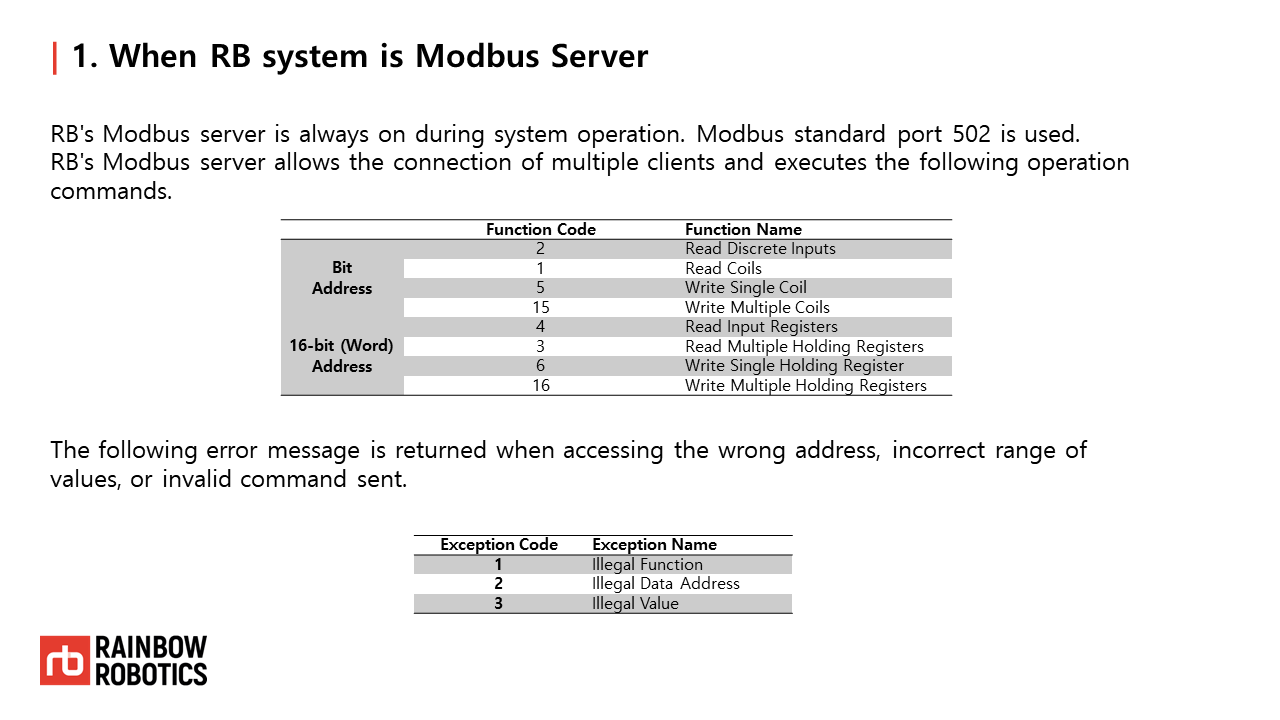 1. When RB system is Modbus Server
RB's Modbus server is always on during system operation. Modbus standard port 502 is used.
RB's Modbus server allows the connection of multiple clients and executes the following operation
commands.
Function Code Function Name
Bit Address
2 Read Discrete Inputs
1 Read Coils
5 Write Single Coil
15 Write Multiple Coils
16-bit (Word) Address
4 Read Input Registers
3 Read Multiple Holding Registers
6 Write Single Holding Register
16 Write Multiple Holding Registers
The following error message is returned when accessing the wrong address, incorrect range of
values, or invalid command sent.
Exception Code Exception Name
1 Illegal Function
2 Illegal Data Address
3 Illegal Value
rb RAINBOW
ROBOTICS